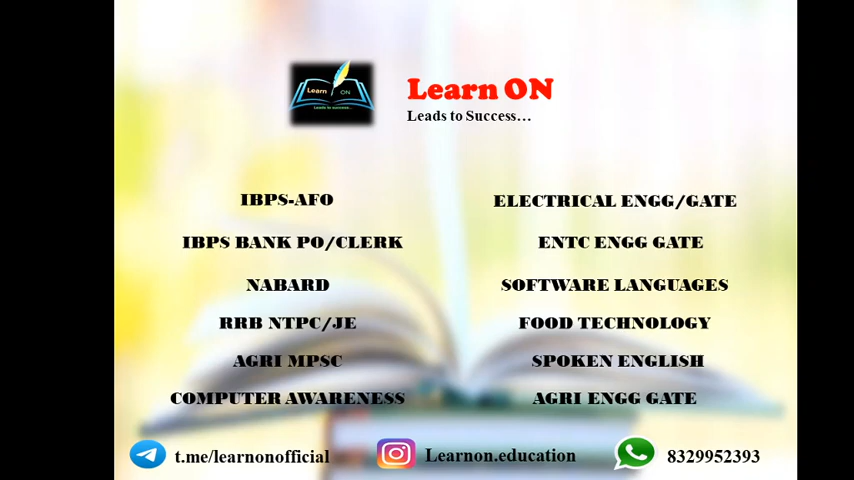 Learn ON
Leads to success...
Learn ON
Leads to Success…
IBPS-AFO
IBPS BANK PO/CLERK
NABARD
RRB NTPC/JE
AGRI MPSC
COMPUTER AWARENESS
ELECTRICAL ENGG/GATE
ENTC ENGG GATE
SOFTWARE LANGUAGES
FOOD TECHNOLOGY
SPOKEN ENGLISH
AGRI ENGG GATE
t.me/learnonofficial
Learnon.education
8329952393